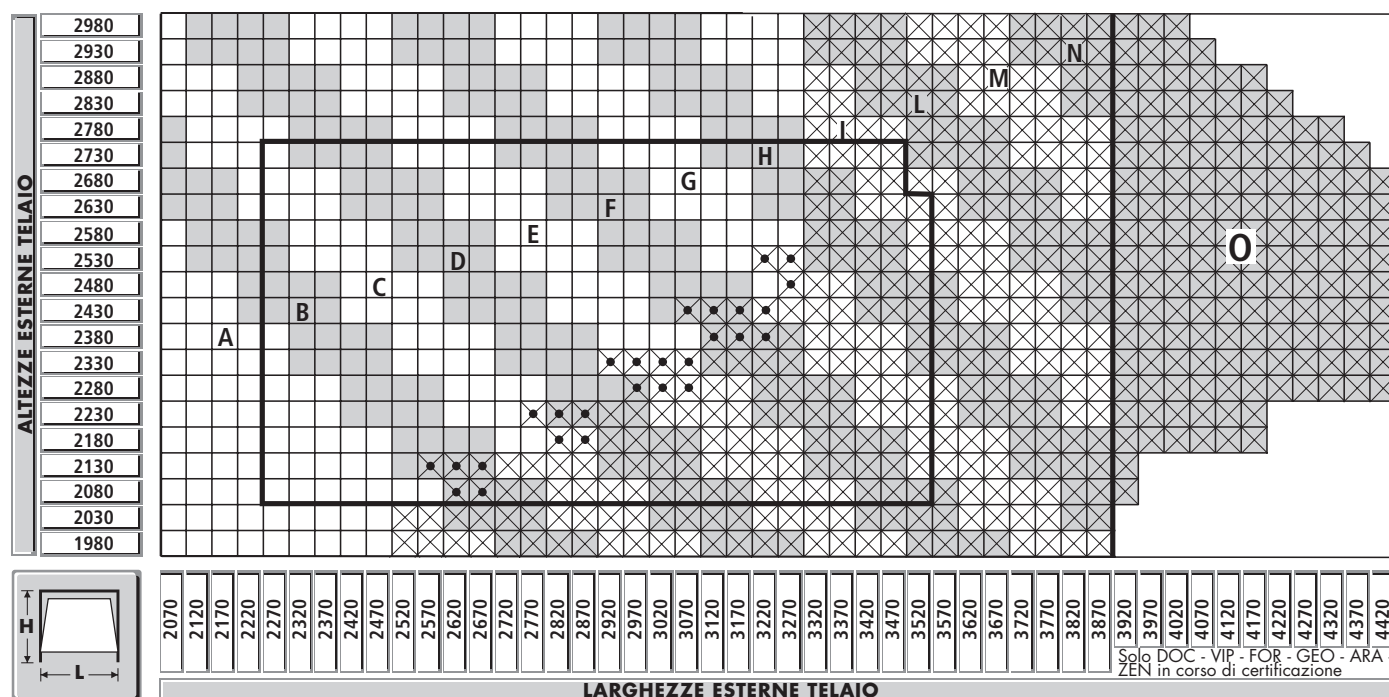 ALTEZZE ESTERNE TELAIO
2980
2930
N
2880
M
2830
L
2780
I
2730
H
2680
G
2630
F
2580
E
O
2530
D
2480
C
2430
B
2380
A
2330
2280
2230
2180
2130
2080
2030
1980
H
L
2070 2120 2170 2220 2270 2320 2370 2420 2470 2520 2570 2620 2670 2720 2770 2820 2870 2920 2970 3020 3070 3120 3170 3220 3270 3320 3370 3420 3470 3520 3570 3620 3670 3720 3770 3820 3870 3920 3970 4020 4070 4120 4170 4220 4270 4320 4370 4420
Solo DOC - VIP - FOR - GEO - ARA -
ZEN in corso di certificazione
LARGHEZZE ESTERNE TELAIO